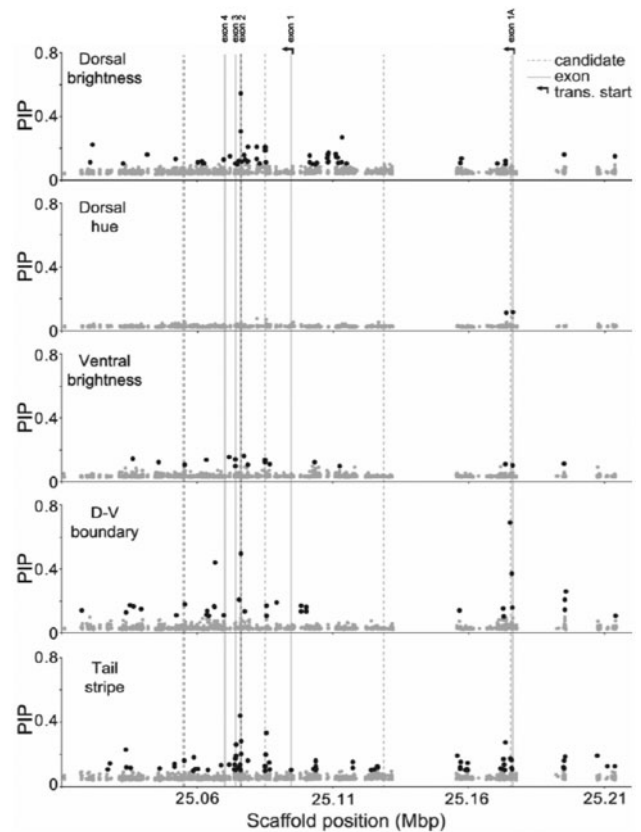 exon 4
exon 3
exon 2
exon 1
exon 1A
candidate
exon
trans. start
Dorsal
brightness
PIP
0.8
0.4
0
Dorsal
hue
PIP
0.8
0.4
0
Ventral
brightness
PIP
0.8
0.4
0
D-V
boundary
PIP
0.8
0.4
0
Tail
stripe
PIP
0.8
0.4
0
25.06 25.11 25.16 25.21
Scaffold position (Mbp)